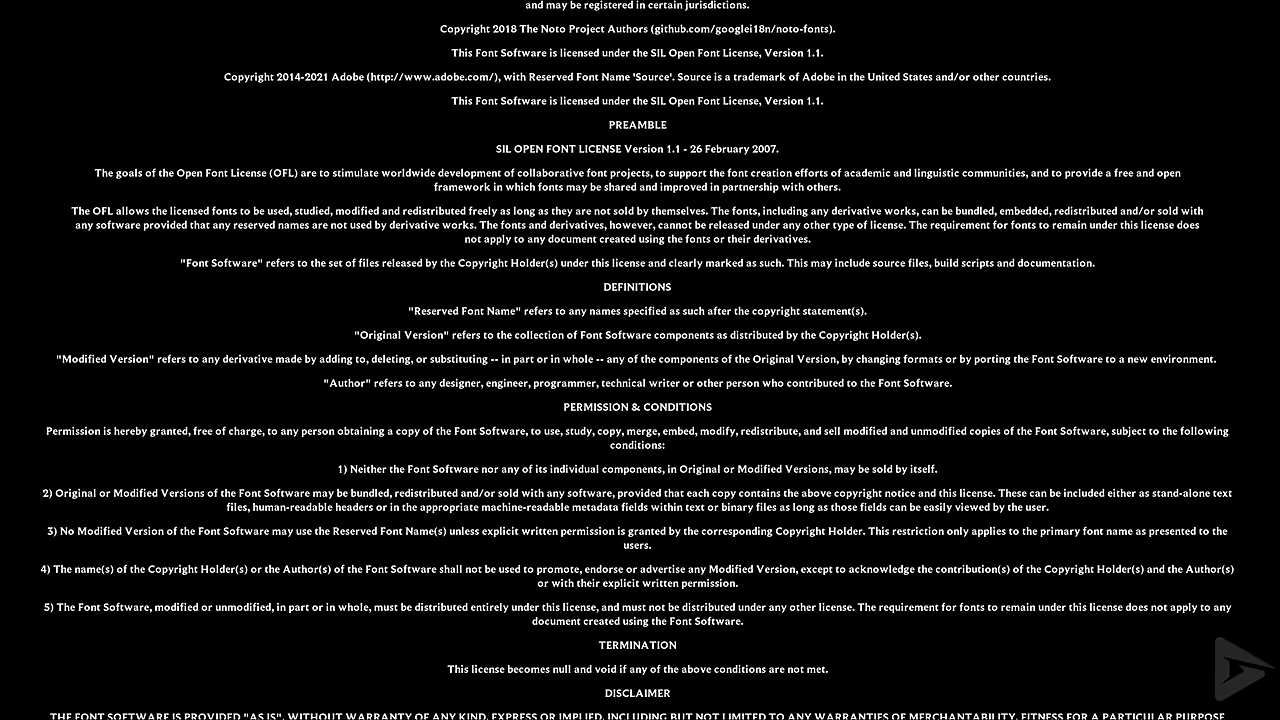 and may be registered in certain jurisdictions.
Copyright 2018 The Noto Project Authors (github.com/googlei18n/noto-fonts).
This Font Software is licensed under the SIL Open Font License, Version 1.1.
Copyright 2014-2021 Adobe (http://www.adobe.com/), with Reserved Font Name 'Source'. Source is a trademark of Adobe in the United States and/or other countries.
This Font Software is licensed under the SIL Open Font License, Version 1.1.
PREAMBLE
SIL OPEN FONT LICENSE Version 1.1 - 26 February 2007.
The goals of the Open Font License (OFL) are to stimulate worldwide development of collaborative font projects, to support the font creation efforts of academic and linguistic communities, and to provide a free and open
framework in which fonts may be shared and improved in partnership with others.
The OFL allows the licensed fonts to be used, studied, modified and redistributed freely as long as they are not sold by themselves. The fonts, including any derivative works, can be bundled, embedded, redistributed and/or sold with
any software provided that any reserved names are not used by derivative works. The fonts and derivatives, however, cannot be released under any other type of license. The requirement for fonts to remain under this license does
not apply to any document created using the fonts or their derivatives.
"Font Software" refers to the set of files released by the Copyright Holder(s) under this license and clearly marked as such. This may include source files, build scripts and documentation.
DEFINITIONS
"Reserved Font Name" refers to any names specified as such after the copyright statement(s).
"Original Version" refers to the collection of Font Software components as distributed by the Copyright Holder(s).
"Modified Version" refers to any derivative made by adding to, deleting, or substituting -- in part or in whole -- any of the components of the Original Version, by changing formats or by porting the Font Software to a new environment.
"Author" refers to any designer, engineer, programmer, technical writer or other person who contributed to the Font Software.
PERMISSION & CONDITIONS
Permission is hereby granted, free of charge, to any person obtaining a copy of the Font Software, to use, study, copy, merge, embed, modify, redistribute, and sell modified and unmodified copies of the Font Software, subject to the following
conditions:
1) Neither the Font Software nor any of its individual components, in Original or Modified Versions, may be sold by itself.
2) Original or Modified Versions of the Font Software may be bundled, redistributed and/or sold with any software, provided that each copy contains the above copyright notice and this license. These can be included either as stand-alone text
files, human-readable headers or in the appropriate machine-readable metadata fields within text or binary files as long as those fields can be easily viewed by the user.
3) No Modified Version of the Font Software may use the Reserved Font Name(s) unless explicit written permission is granted by the corresponding Copyright Holder. This restriction only applies to the primary font name as presented to the
users.
4) The name(s) of the Copyright Holder(s) or the Author(s) of the Font Software shall not be used to promote, endorse or advertise any Modified Version, except to acknowledge the contribution(s) of the Copyright Holder(s) and the Author(s)
or with their explicit written permission.
5) The Font Software, modified or unmodified, in part or in whole, must be distributed entirely under this license, and must not be distributed under any other license. The requirement for fonts to remain under this license does not apply to any
document created using the Font Software.
TERMINATION
This license becomes null and void if any of the above conditions are not met.
DISCLAIMER
THE FONT SOFTWARE IS PROVIDED "AS IS", WITHOUT WARRANTY OF ANY KIND, EXPRESS OR IMPLIED, INCLUDING BUT NOT LIMITED TO ANY WARRANTIES OF MERCHANTABILITY, FITNESS FOR A PARTICULAR PURPOSE